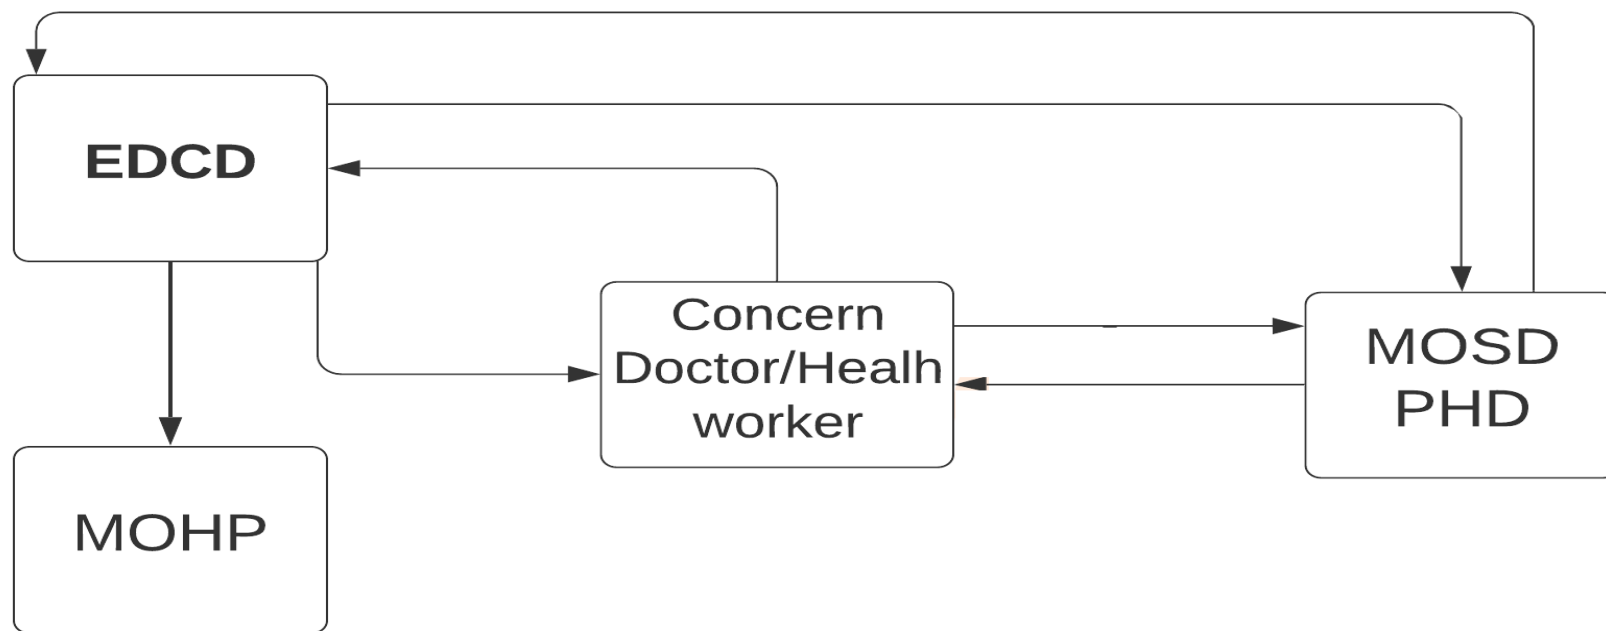 EDCD
Concern
Doctor/Healh
worker
MOSD
PHD
MOHP